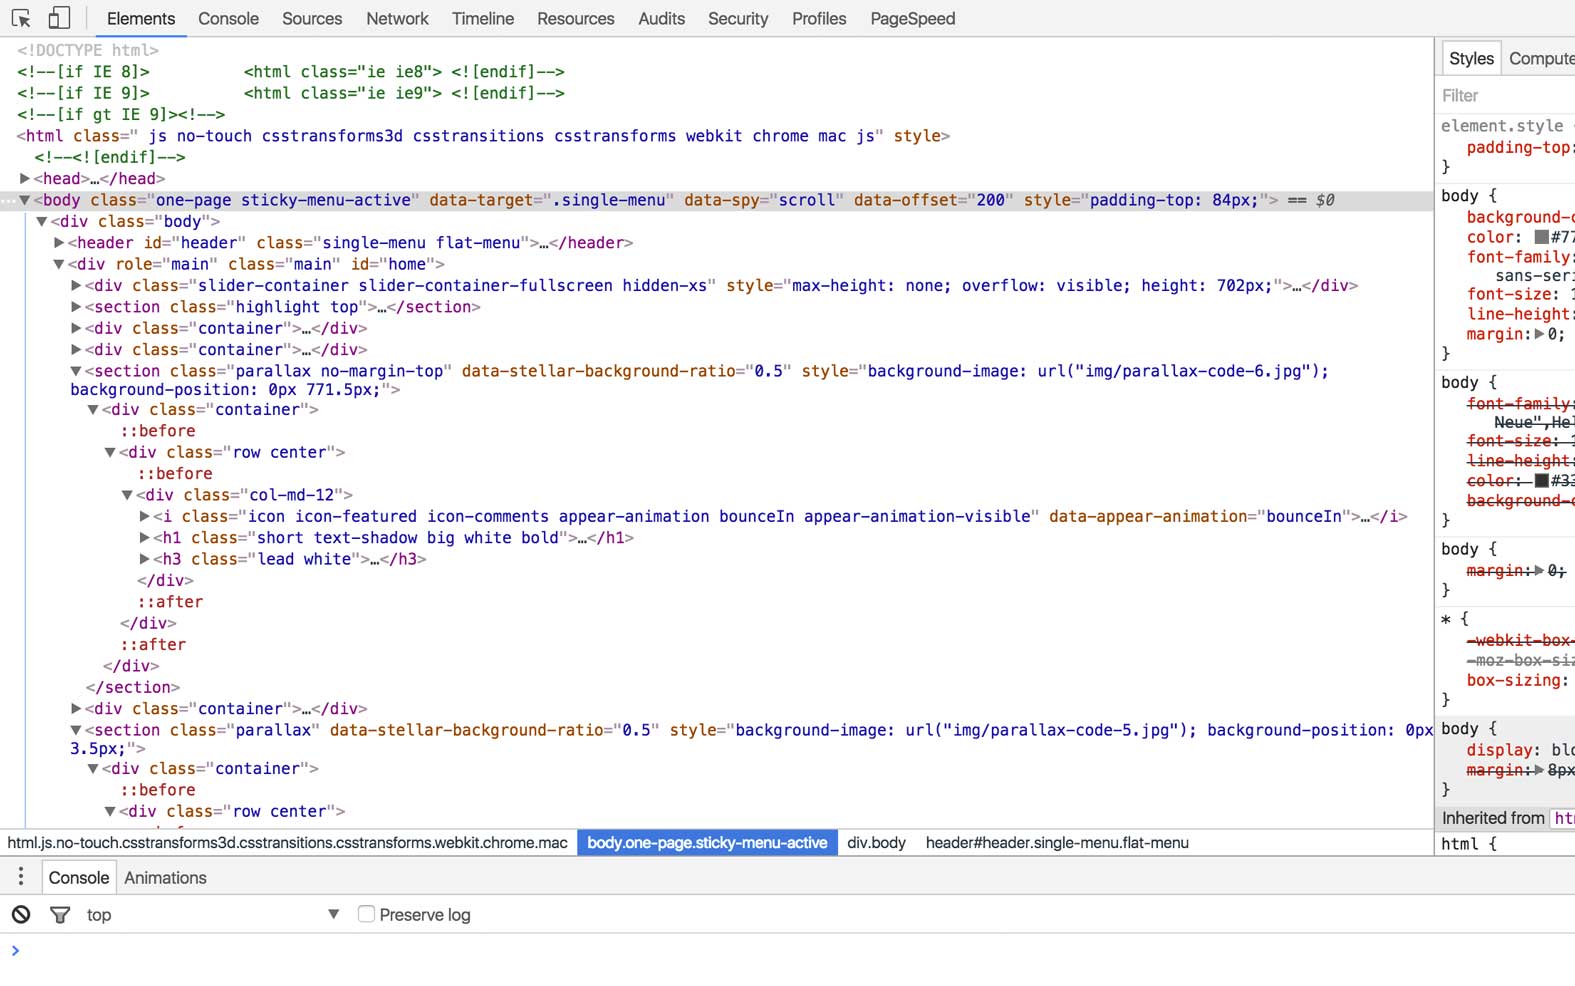 Elements Console Sources Network Timeline Resources Audits Security Profiles PageSpeed
<!DOCTYPE html>
<!--[if IE 8]> <html class="ie ie8"> <![endif]-->
<!--[if IE 9]> <html class="ie ie9"> <![endif]-->
<!--[if gt IE 9]><!-->
<html class=" js no-touch csstransforms3d csstransitions csstransforms webkit chrome mac js" style>
<!--<![endif]-->
▶<head>…</head>
…▼<body class="one-page sticky-menu-active" data-target=".single-menu" data-spy="scroll" data-offset="200" style="padding-top: 84px;"> == $0
▼<div class="body">
▶<header id="header" class="single-menu flat-menu">…</header>
▼<div role="main" class="main" id="home">
▶<div class="slider-container slider-container-fullscreen hidden-xs" style="max-height: none; overflow: visible; height: 702px;">…</div>
▶<section class="highlight top">…</section>
▶<div class="container">…</div>
▶<div class="container">…</div>
▼<section class="parallax no-margin-top" data-stellar-background-ratio="0.5" style="background-image: url("img/parallax-code-6.jpg");
background-position: 0px 771.5px;">
▼<div class="container">
::before
▼<div class="row center">
::before
▼<div class="col-md-12">
▶<i class="icon icon-featured icon-comments appear-animation bounceIn appear-animation-visible" data-appear-animation="bounceIn">…</i>
▶<h1 class="short text-shadow big white bold">…</h1>
▶<h3 class="lead white">…</h3>
</div>
::after
</div>
::after
</div>
</section>
▶<div class="container">…</div>
▼<section class="parallax" data-stellar-background-ratio="0.5" style="background-image: url("img/parallax-code-5.jpg"); background-position: 0px
3.5px;">
▼<div class="container">
::before
▼<div class="row center">
html.js.no-touch.csstransforms3d.csstransitions.csstransforms.webkit.chrome.mac body.one-page.sticky-menu-active div.body header#header.single-menu.flat-menu
Styles Compute
Filter
element.style
padding-top:
}
body {
background-c
color: #77
font-family:
sans-seri
font-size: 1
line-height:
margin:▶0;
}
body {
font-family:
Neue",Hel
font-size: 1
line-height:
color: #33
background-c
}
body {
margin:▶0;
}
* {
-webkit-box-
-moz-box-siz
box-sizing:
}
body {
display: blo
margin:▶8px
}
Inherited from ht
html {
Console Animations
top ▼ Preserve log
>